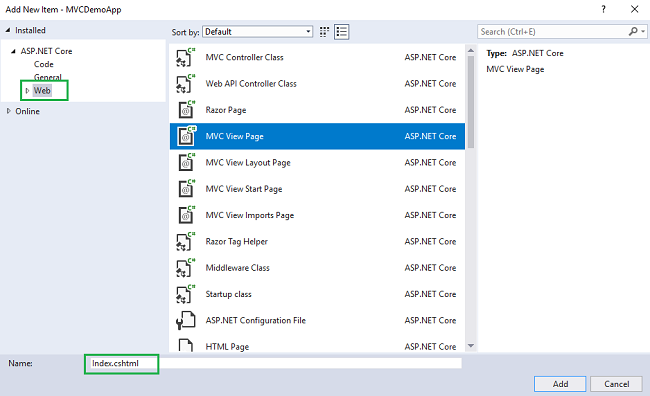 Add New Item - MVCDemoApp
?
Installed
ASP.NET Core
Code
General
Web
Online
Sort by: Default
Search (Ctrl+E)
C# MVC Controller Class ASP.NET Core
C# Web API Controller Class ASP.NET Core
C# @ Razor Page ASP.NET Core
C# @ MVC View Page ASP.NET Core
C# @ MVC View Layout Page ASP.NET Core
C# @ MVC View Start Page ASP.NET Core
C# @ MVC View Imports Page ASP.NET Core
C# Razor Tag Helper ASP.NET Core
C# Middleware Class ASP.NET Core
C# Startup class ASP.NET Core
ASP.NET Configuration File ASP.NET Core
HTML Page ASP.NET Core
Type: ASP.NET Core
MVC View Page
Name: Index.cshtml
Add Cancel